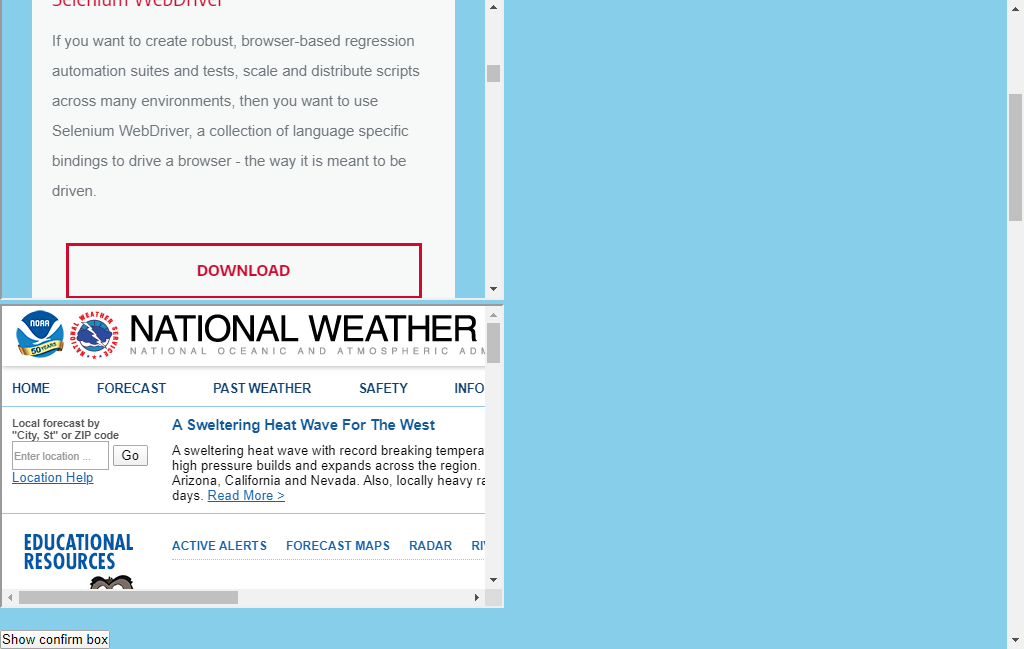 Selenium WebDriver
If you want to create robust, browser-based regression
automation suites and tests, scale and distribute scripts
across many environments, then you want to use
Selenium WebDriver, a collection of language specific
bindings to drive a browser - the way it is meant to be
driven.
DOWNLOAD
NOAA
50 YEARS
NATIONAL WEATHER SERVICE
NATIONAL WEATHER
NATIONAL OCEANIC AND ATMOSPHERIC ADM
HOME FORECAST PAST WEATHER SAFETY INFO
Local forecast by
"City, St" or ZIP code
Enter location ...
Go
Location Help
A Sweltering Heat Wave For The West
A sweltering heat wave with record breaking tempera
high pressure builds and expands across the region.
Arizona, California and Nevada. Also, locally heavy ra
days. Read More >
EDUCATIONAL
RESOURCES
ACTIVE ALERTS FORECAST MAPS RADAR RI
Show confirm box